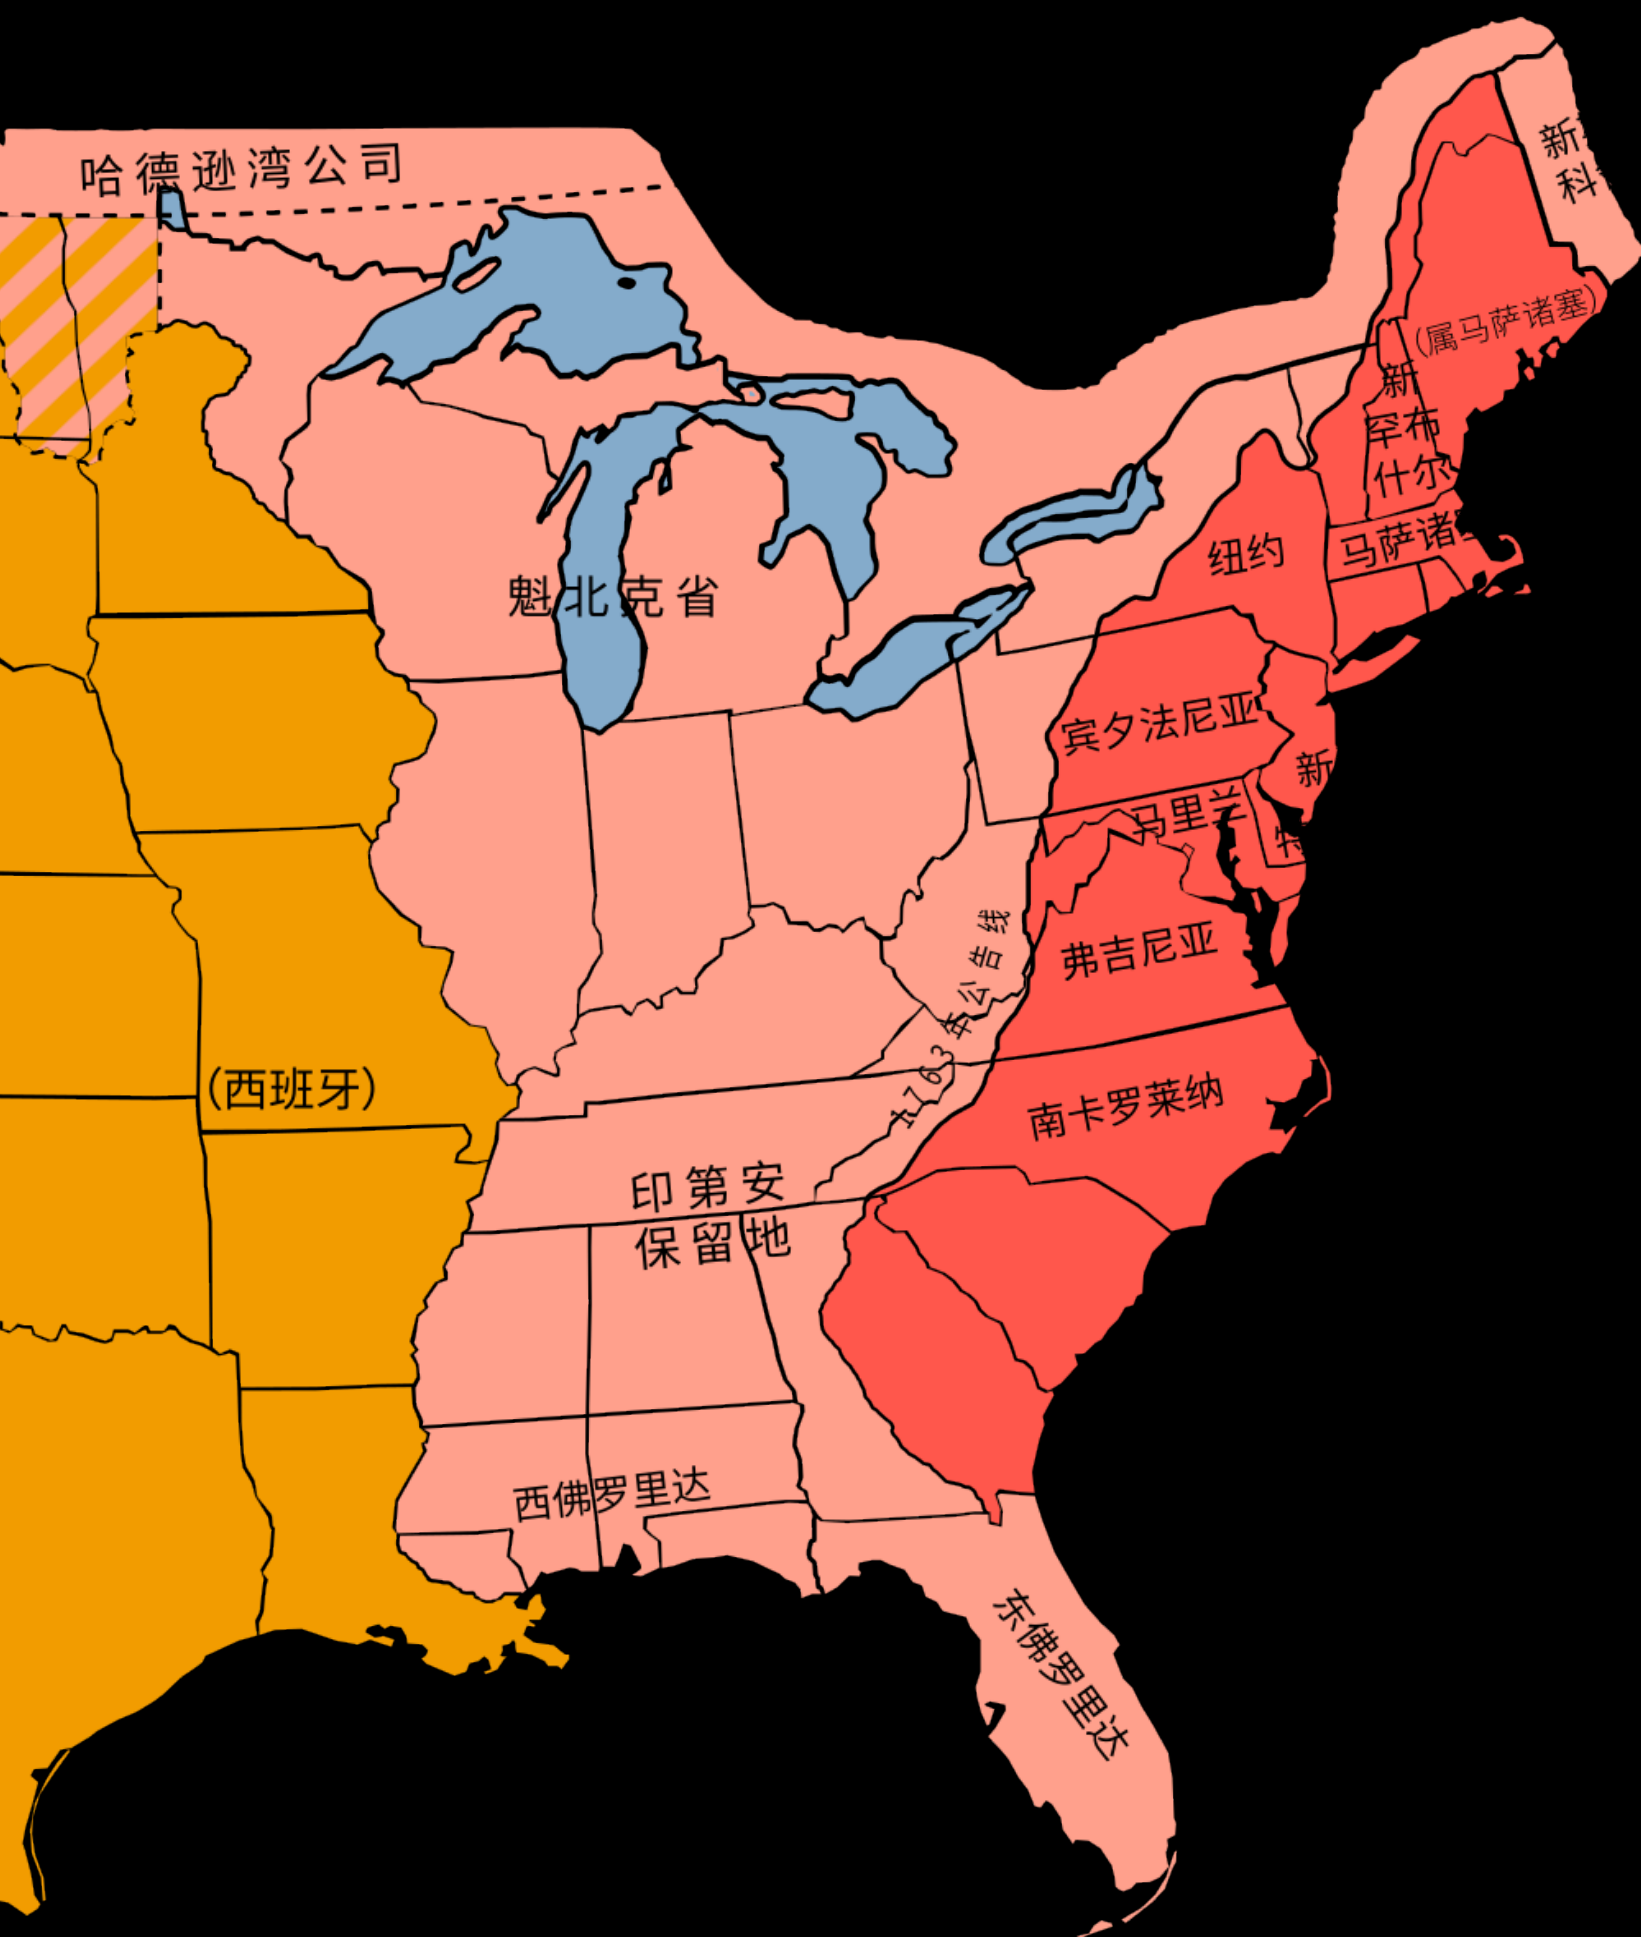 哈德逊湾公司
新
科
(属马萨诸塞)
新
罕布
什尔
马萨诸
纽约
魁北克省
宾夕法尼亚
新
马里兰
特
弗吉尼亚
1763年公告线
(西班牙)
南卡罗莱纳
印第安
保留地
西佛罗里达
东佛罗里达